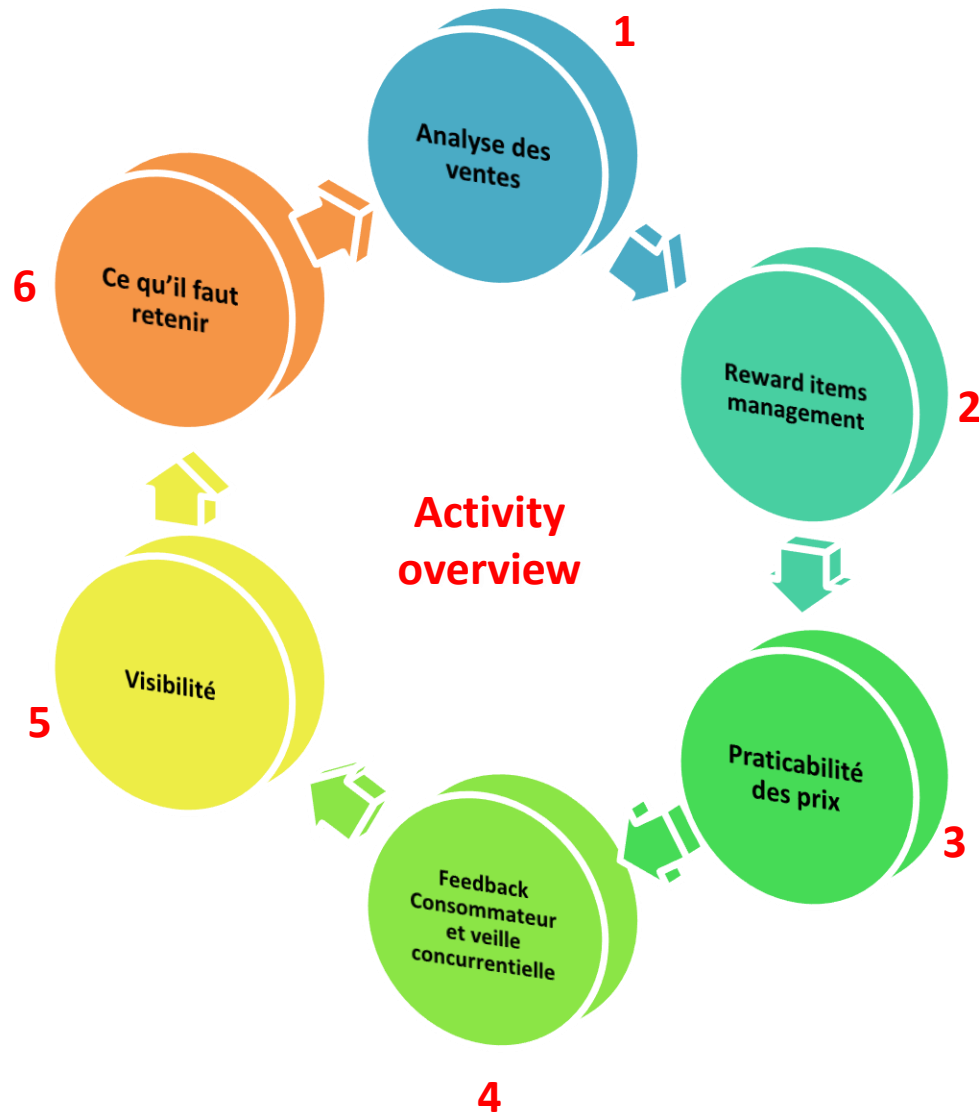 1
Analyse des
ventes
2
Reward items
management
3
Praticabilité
des prix
4
Feedback
Consommateur
et veille
concurrentielle
5
Visibilité
6
Ce qu'il faut
retenir
Activity
overview